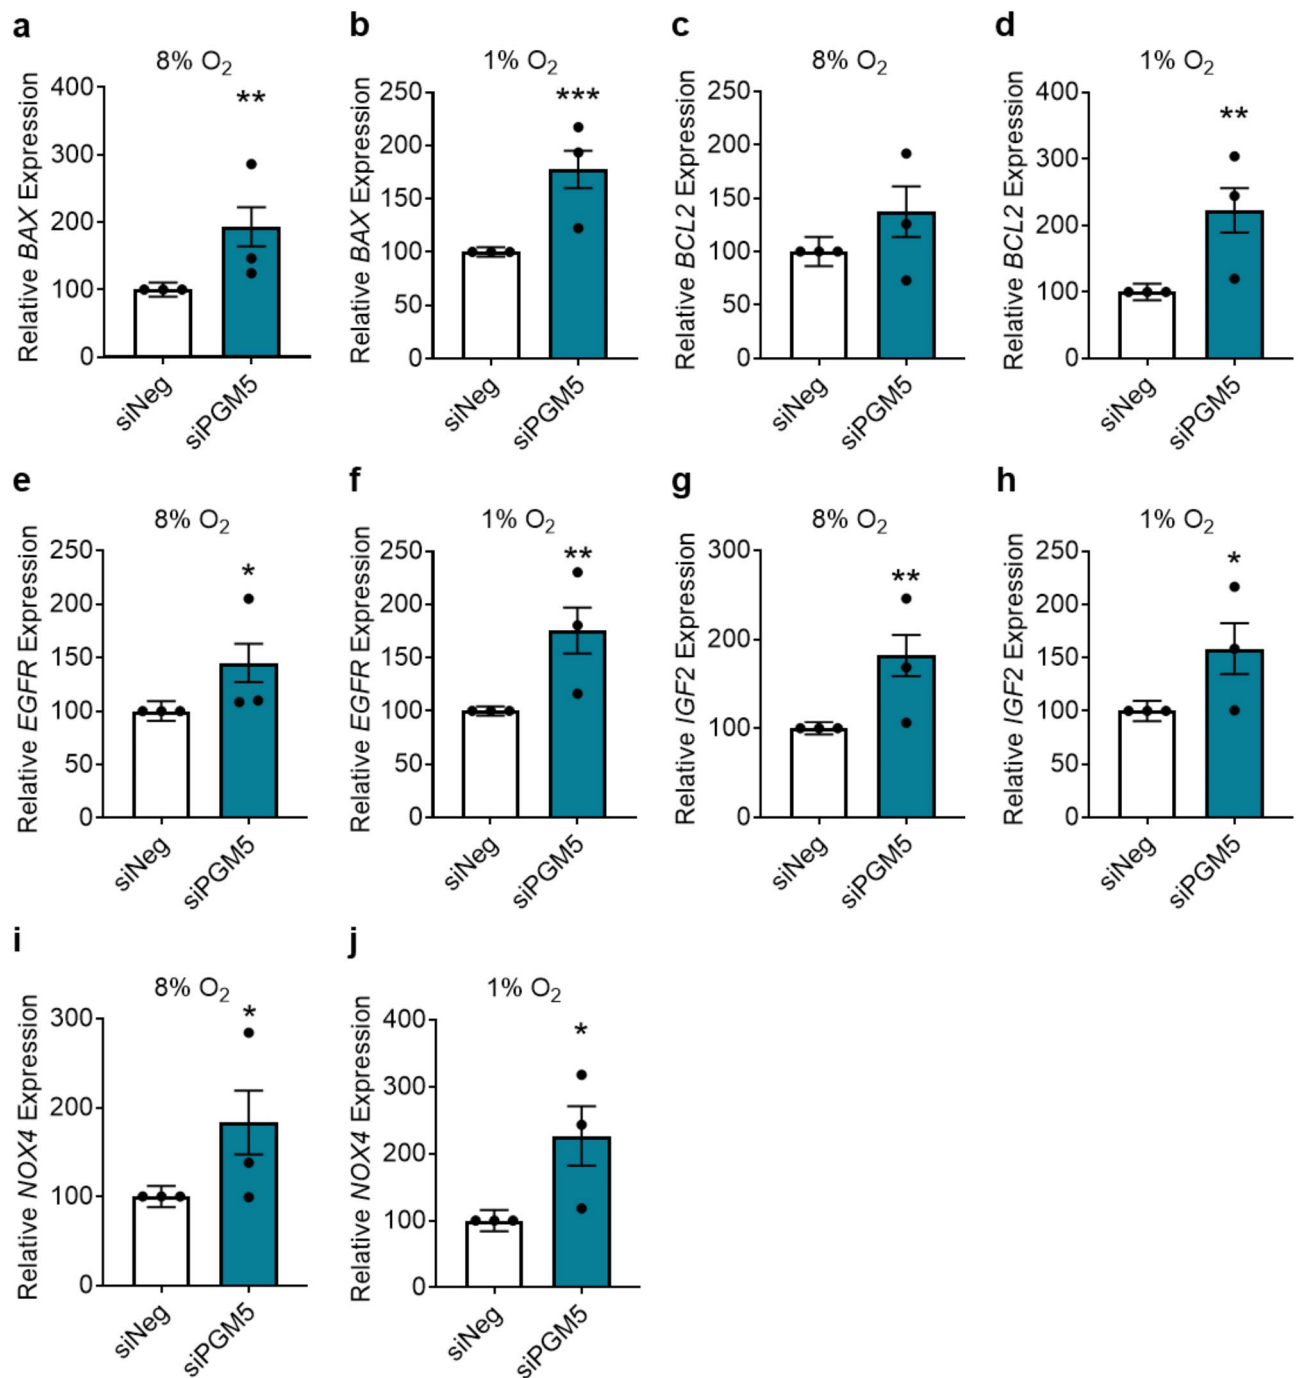 a
8% O2
**
Relative BAX Expression
400
300
200
100
0
siNeg
siPGM5
b
1% O2
***
Relative BAX Expression
250
200
150
100
50
0
siNeg
siPGM5
c
8% O2
Relative BCL2 Expression
250
200
150
100
50
0
siNeg
siPGM5
d
1% O2
**
Relative BCL2 Expression
400
300
200
100
0
siNeg
siPGM5
e
8% O2
*
Relative EGFR Expression
250
200
150
100
50
0
siNeg
siPGM5
f
1% O2
**
Relative EGFR Expression
250
200
150
100
50
0
siNeg
siPGM5
g
8% O2
**
Relative IGF2 Expression
300
200
100
0
siNeg
siPGM5
h
1% O2
*
Relative IGF2 Expression
250
200
150
100
50
0
siNeg
siPGM5
i
8% O2
*
Relative NOX4 Expression
300
200
100
0
siNeg
siPGM5
j
1% O2
*
Relative NOX4 Expression
400
300
200
100
0
siNeg
siPGM5